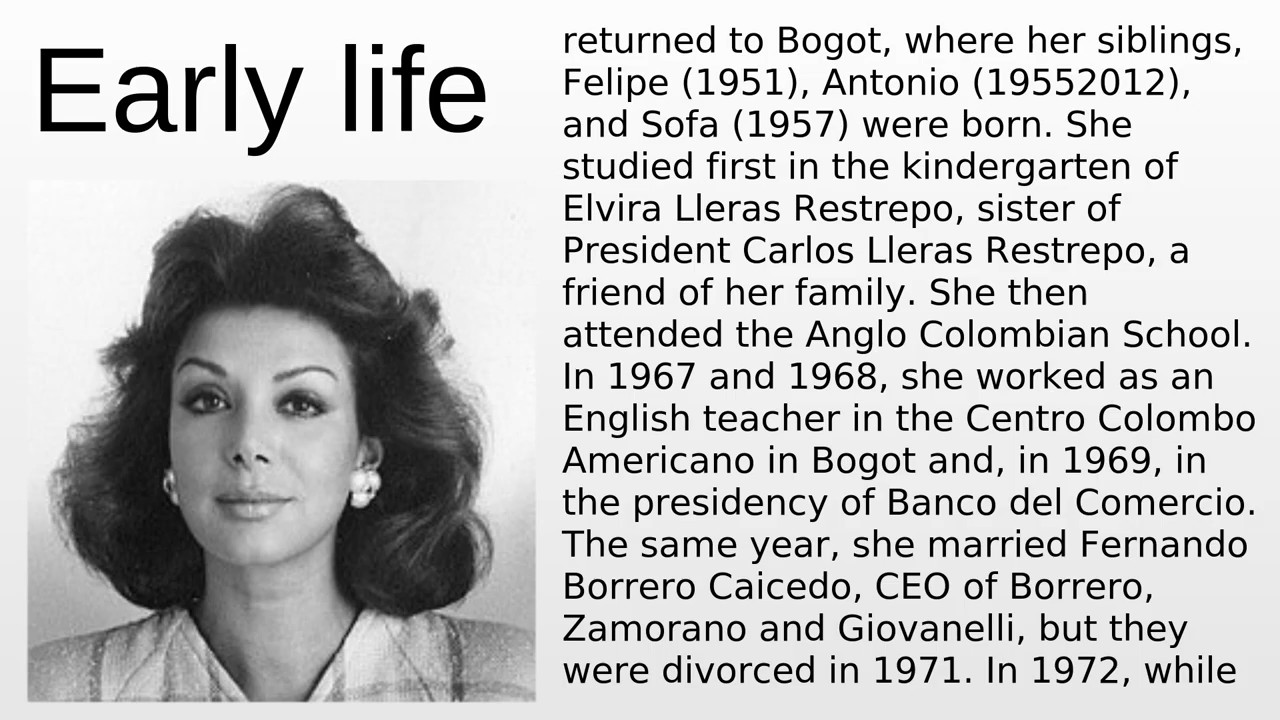 Early life
returned to Bogot, where her siblings,
Felipe (1951), Antonio (19552012),
and Sofa (1957) were born. She
studied first in the kindergarten of
Elvira Lleras Restrepo, sister of
President Carlos Lleras Restrepo, a
friend of her family. She then
attended the Anglo Colombian School.
In 1967 and 1968, she worked as an
English teacher in the Centro Colombo
Americano in Bogot and, in 1969, in
the presidency of Banco del Comercio.
The same year, she married Fernando
Borrero Caicedo, CEO of Borrero,
Zamorano and Giovanelli, but they
were divorced in 1971. In 1972, while